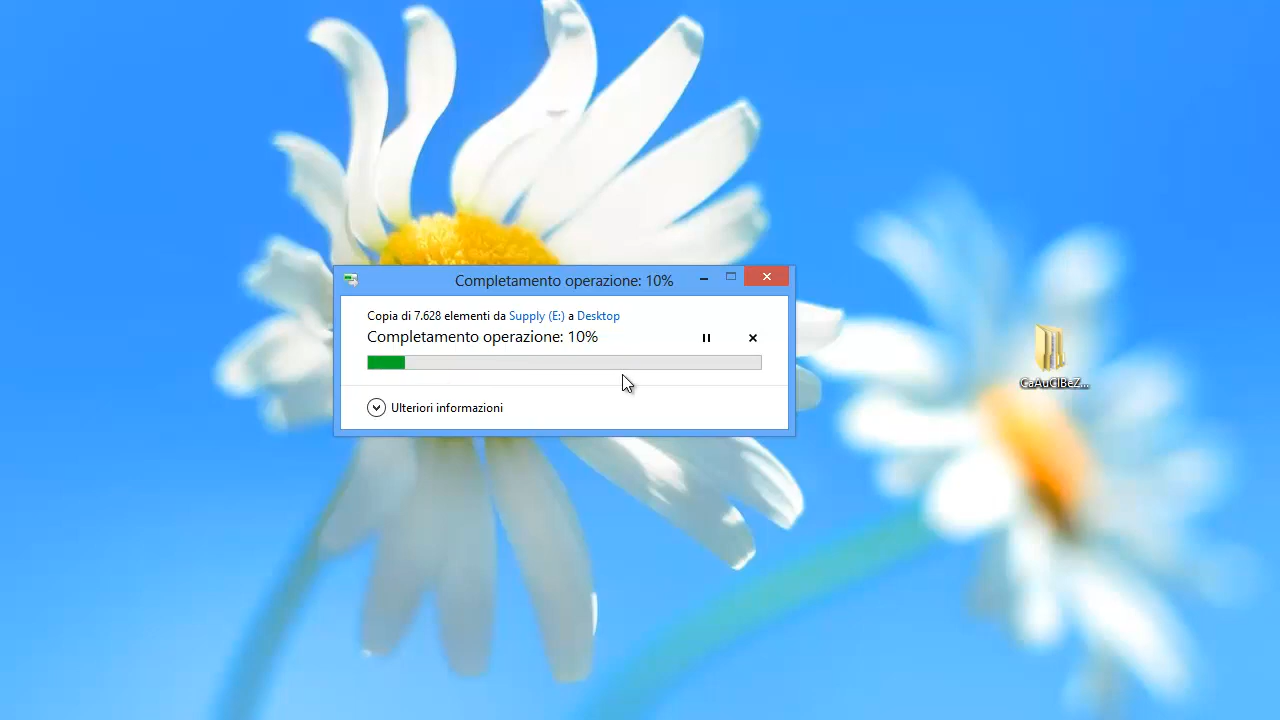 Completamento operazione: 10%
Copia di 7.628 elementi da Supply (E:) a Desktop
Completamento operazione: 10%
Ulteriori informazioni
CaAuClBeZ...